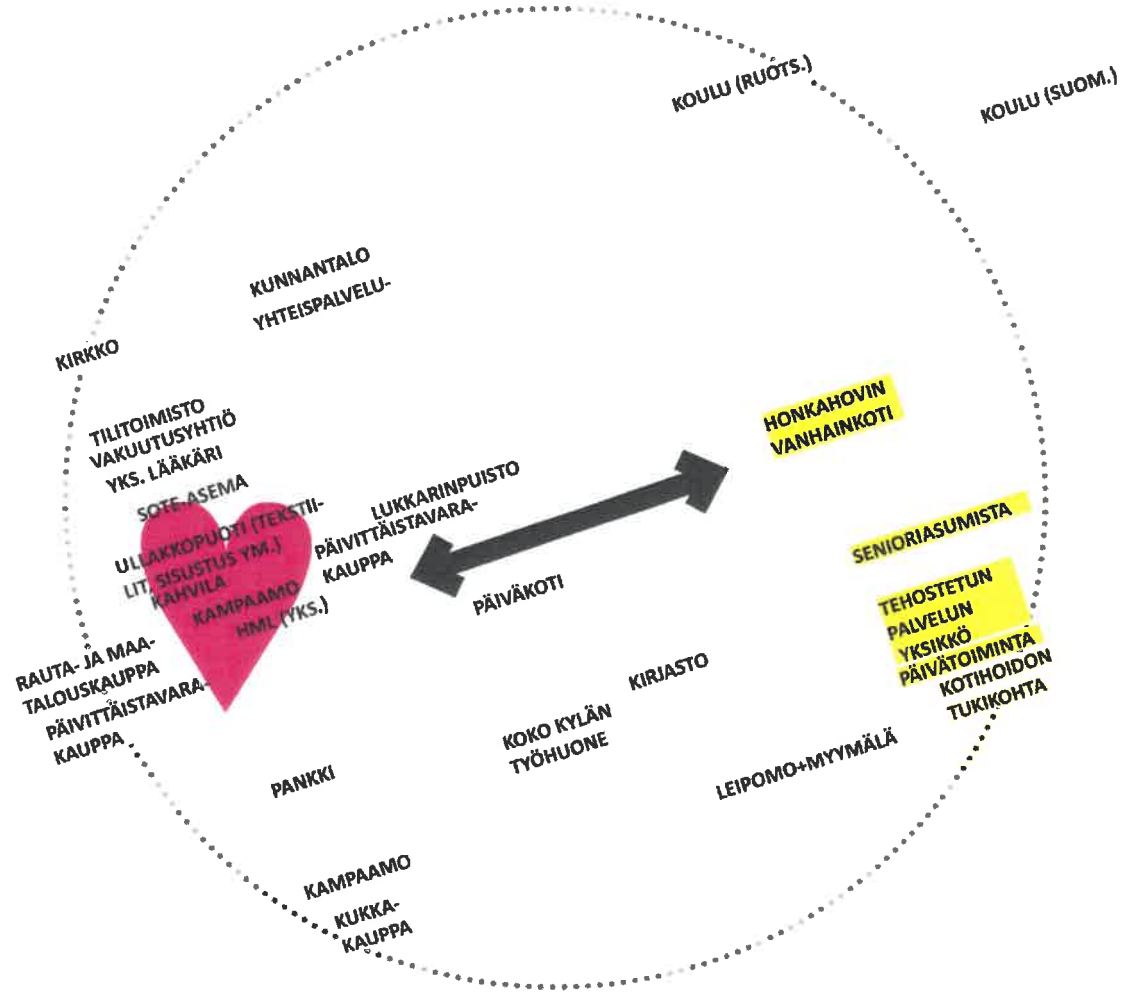 KOULU (RUOTS.)
KOULU (SUOM.)
KUNNANTALO
YHTEISPALVELU-
KIRKKO
TILITOIMISTO
VAKUUTUSYHTIÖ
YKS. LÄÄKÄRI
SOTE-ASEMA
ULLAKKOPUOTI (TEKSTII-
LIT, SISUSTUS YM.)
KAHVILA
KAMPAAMO
HML (YKS.)
LUKKARINPUISTO
PÄIVITTÄISTAVARA-
KAUPPA
PÄIVÄKOTI
HONKAHOVIN
VANHAINKOTI
SENIORIASUMISTA
TEHOSTETUN
PALVELUN
YKSIKKÖ
PÄIVÄTOIMINTA
KOTIHOIDON
TUKIKOHTA
RAUTA- JA MAA-
TALOUSKAUPPA
PÄIVITTÄISTAVARA-
KAUPPA
KIRJASTO
KOKO KYLÄN
TYÖHUONE
LEIPOMO+MYYMÄLÄ
PANKKI
KAMPAAMO
KUKKA-
KAUPPA